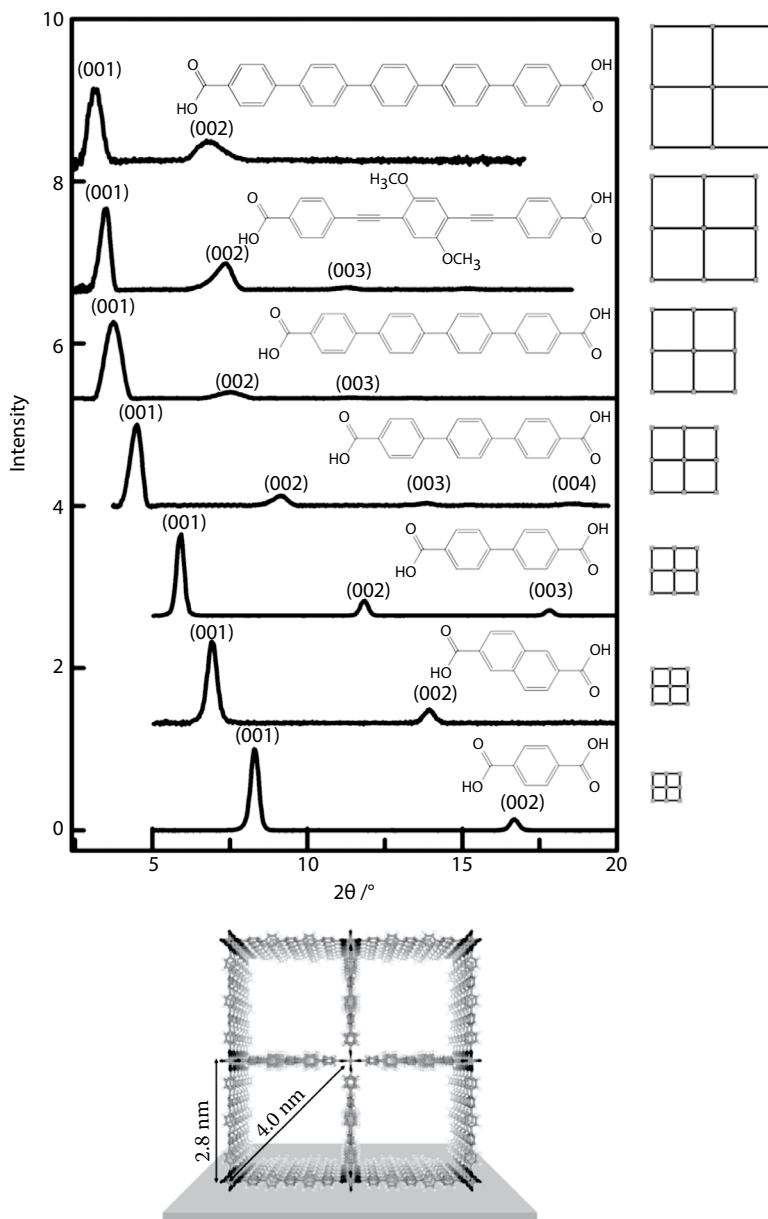 10
(001)
O
OH
HO
O
(002)
8
(001)
H₃CO
O
OH
HO
O
(002)
OCH₃
(003)
(001)
6
O
OH
HO
O
(002)
(003)
(001)
O
OH
HO
O
(002)
(003)
(004)
4
(001)
O
OH
HO
O
(002)
(003)
(001)
O
OH
HO
O
2
(002)
(001)
O
OH
HO
O
(002)
0
Intensity
5
10
15
20
2θ /°
2.8 nm
4.0 nm